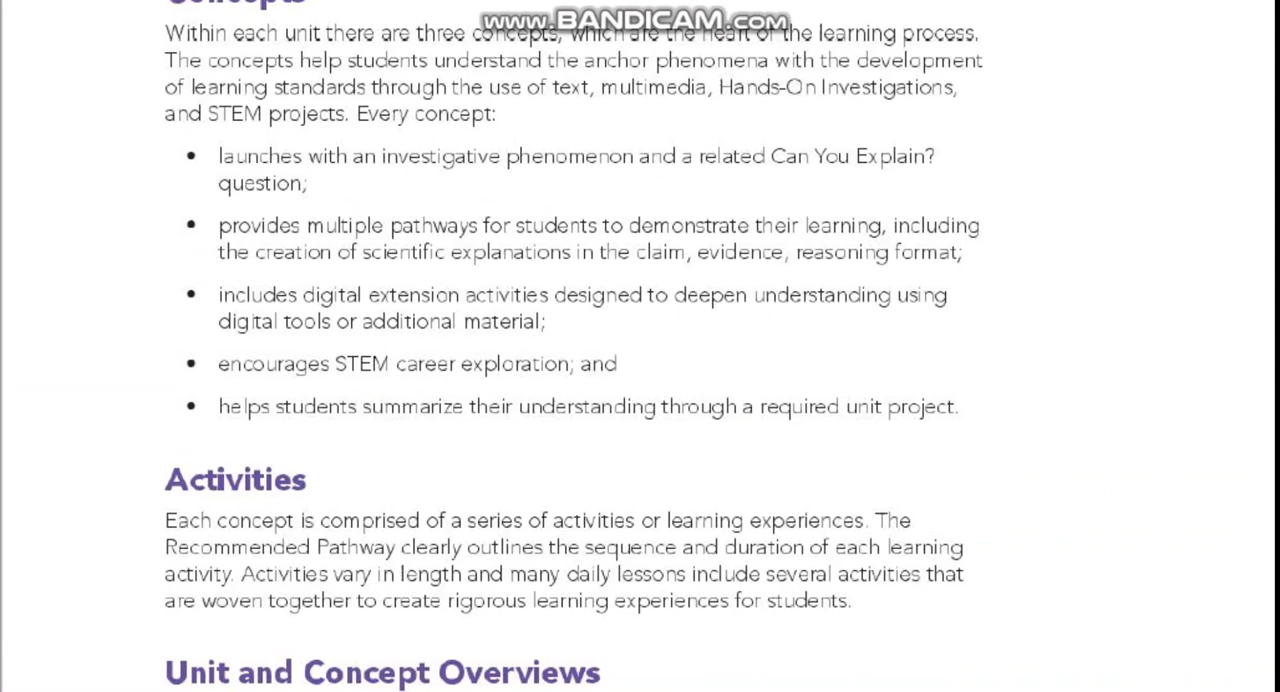 Concepts
www.BANDICAM.com
Within each unit there are three concepts, which are the heart of the learning process.
The concepts help students understand the anchor phenomena with the development
of learning standards through the use of text, multimedia, Hands-On Investigations,
and STEM projects. Every concept:
• launches with an investigative phenomenon and a related Can You Explain?
question;
• provides multiple pathways for students to demonstrate their learning, including
the creation of scientific explanations in the claim, evidence, reasoning format;
• includes digital extension activities designed to deepen understanding using
digital tools or additional material;
• encourages STEM career exploration; and
• helps students summarize their understanding through a required unit project.
Activities
Each concept is comprised of a series of activities or learning experiences. The
Recommended Pathway clearly outlines the sequence and duration of each learning
activity. Activities vary in length and many daily lessons include several activities that
are woven together to create rigorous learning experiences for students.
Unit and Concept Overviews